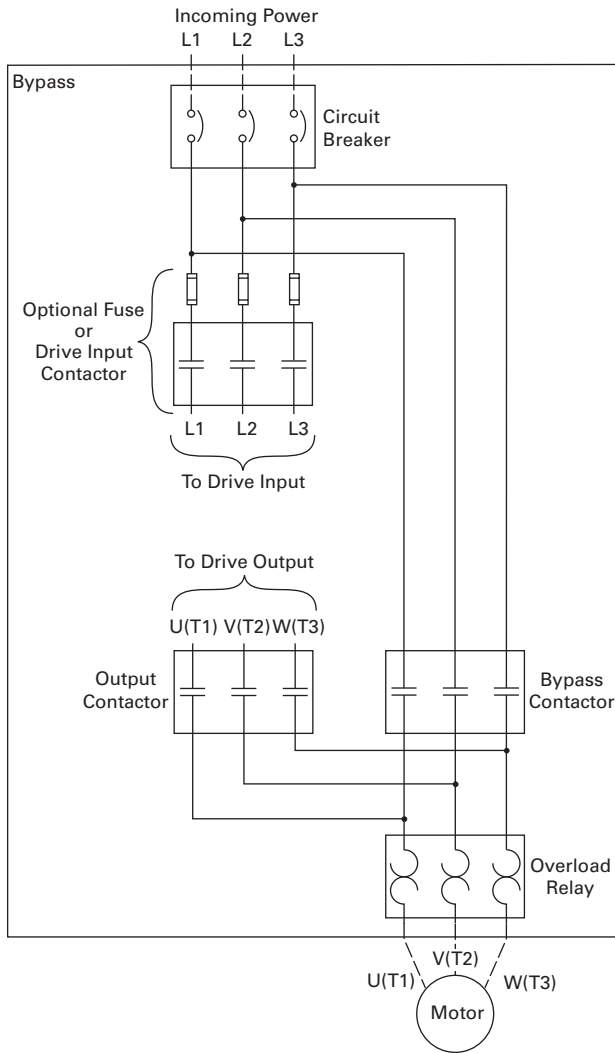 Incoming Power
L1 L2 L3
Bypass
Circuit
Breaker
Optional Fuse
or
Drive Input
Contactor
L1 L2 L3
To Drive Input
To Drive Output
U(T1) V(T2) W(T3)
Output
Contactor
Bypass
Contactor
Overload
Relay
V(T2)
U(T1) W(T3)
Motor